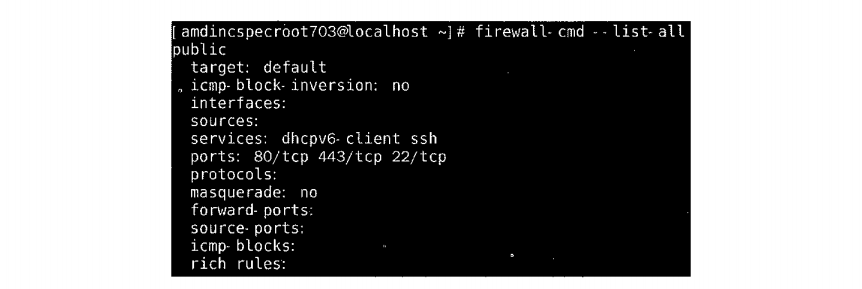 [amdincspecroot703@localhost ~]# firewall-cmd --list-all
public
target: default
icmp-block-inversion: no
interfaces:
sources:
services: dhcpv6-client ssh
ports: 80/tcp 443/tcp 22/tcp
protocols:
masquerade: no
forward-ports:
source-ports:
icmp-blocks:
rich rules: